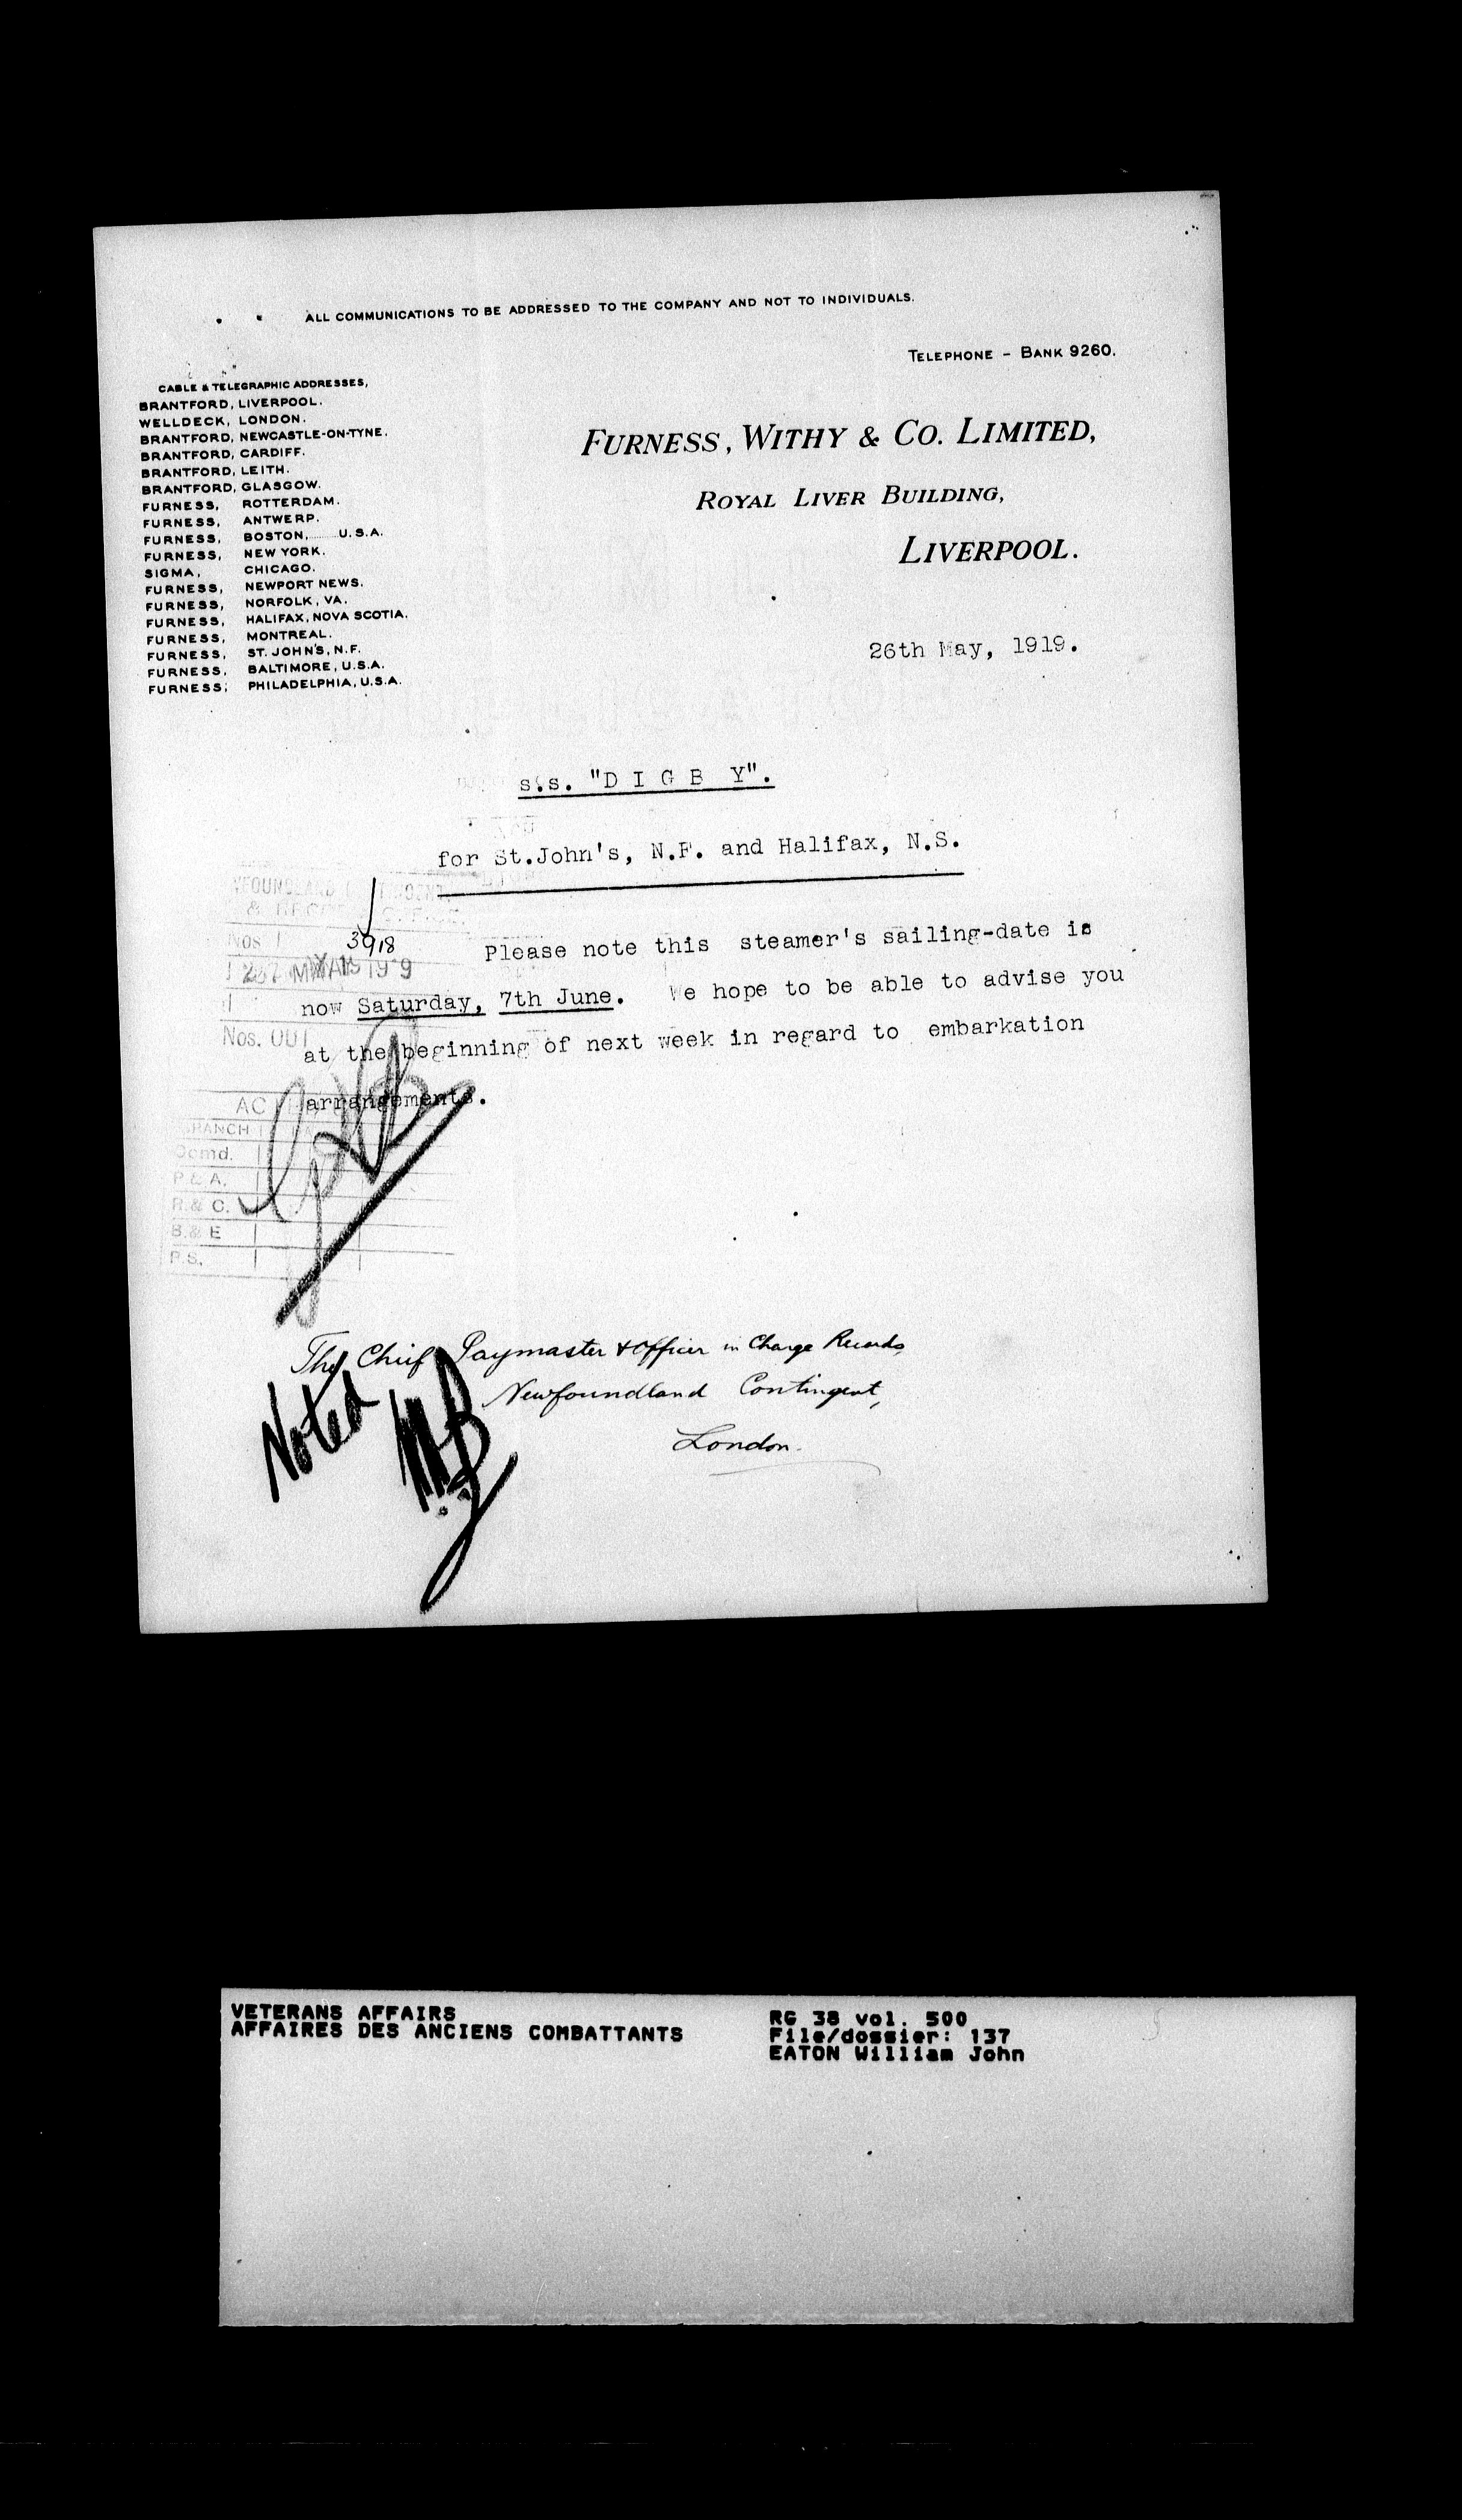 ALL COMMUNICATIONS TO BE ADDRESSED TO THE COMPANY AND NOT TO INDIVIDUALS.
TELEPHONE - BANK 9260.
CABLE & TELEGRAPHIC ADDRESSES,
BRANTFORD, LIVERPOOL.
WELLDECK, LONDON.
BRANTFORD, NEWCASTLE-ON-TYNE.
BRANTFORD, CARDIFF.
BRANTFORD, LEITH.
BRANTFORD, GLASGOW.
FURNESS, ROTTERDAM.
FURNESS, ANTWERP.
FURNESS, BOSTON, U.S.A.
FURNESS, NEW YORK.
SIGMA, CHICAGO.
FURNESS, NEWPORT NEWS.
FURNESS, NORFOLK, VA.
FURNESS, HALIFAX, NOVA SCOTIA.
FURNESS, MONTREAL.
FURNESS, ST. JOHN'S, N.F.
FURNESS, BALTIMORE, U.S.A.
FURNESS, PHILADELPHIA, U.S.A.
FURNESS, WITHY & CO. LIMITED,
ROYAL LIVER BUILDING,
LIVERPOOL.
26th May, 1919.
s.s. "D I G B Y".
for St.John's, N.F. and Halifax, N.S.
Nos
3918
Please note this steamer's sailing-date is
now Saturday, 7th June. We hope to be able to advise you
Nos.
at the beginning of next week in regard to embarkation
arrangements.
BRANCH
P & A.
R. & C.
B. & E
P.S.
The Chief Paymaster & Officer in Charge Records,
Newfoundland Contingent,
London.
Noted
VETERANS AFFAIRS
AFFAIRES DES ANCIENS COMBATTANTS
RG 38 vol. 500
File/dossier: 137
EATON William John